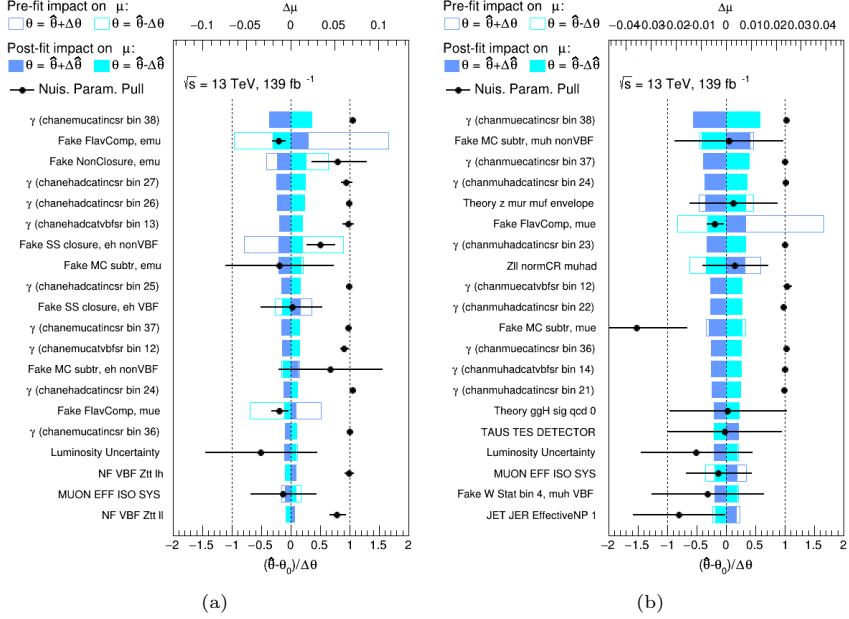 Pre-fit impact on μ:
θ = θ̂+Δθ θ = θ̂-Δθ
Post-fit impact on μ:
θ = θ̂+Δθ̂ θ = θ̂-Δθ̂
Nuis. Param. Pull
Δμ
−0.1 −0.05 0 0.05 0.1
√s = 13 TeV, 139 fb -1
γ (chanemucatincsr bin 38)
Fake FlavComp, emu
Fake NonClosure, emu
γ (chanehadcatincsr bin 27)
γ (chanehadcatincsr bin 26)
γ (chanehadcatvbfsr bin 13)
Fake SS closure, eh nonVBF
Fake MC subtr, emu
γ (chanehadcatincsr bin 25)
Fake SS closure, eh VBF
γ (chanemucatincsr bin 37)
γ (chanemucatvbfsr bin 12)
Fake MC subtr, eh nonVBF
γ (chanehadcatincsr bin 24)
Fake FlavComp, mue
γ (chanemucatincsr bin 36)
Luminosity Uncertainty
NF VBF Ztt lh
MUON EFF ISO SYS
NF VBF Ztt ll
−2 −1.5 −1 −0.5 0 0.5 1 1.5 2
(θ̂-θ0)/Δθ
(a)
Pre-fit impact on μ:
θ = θ̂+Δθ θ = θ̂-Δθ
Post-fit impact on μ:
θ = θ̂+Δθ̂ θ = θ̂-Δθ̂
Nuis. Param. Pull
Δμ
−0.04 −0.03 −0.02 −0.01 0 0.01 0.02 0.03 0.04
√s = 13 TeV, 139 fb -1
γ (chanmuecatincsr bin 38)
Fake MC subtr, muh nonVBF
γ (chanmuecatincsr bin 37)
γ (chanmuhadcatincsr bin 24)
Theory z mur muf envelope
Fake FlavComp, mue
γ (chanmuhadcatincsr bin 23)
Zll normCR muhad
γ (chanmuecatvbfsr bin 12)
γ (chanmuhadcatincsr bin 22)
Fake MC subtr, mue
γ (chanmuecatincsr bin 36)
γ (chanmuhadcatvbfsr bin 14)
γ (chanmuhadcatincsr bin 21)
Theory ggH sig qcd 0
TAUS TES DETECTOR
Luminosity Uncertainty
MUON EFF ISO SYS
Fake W Stat bin 4, muh VBF
JET JER EffectiveNP 1
−2 −1.5 −1 −0.5 0 0.5 1 1.5 2
(θ̂-θ0)/Δθ
(b)